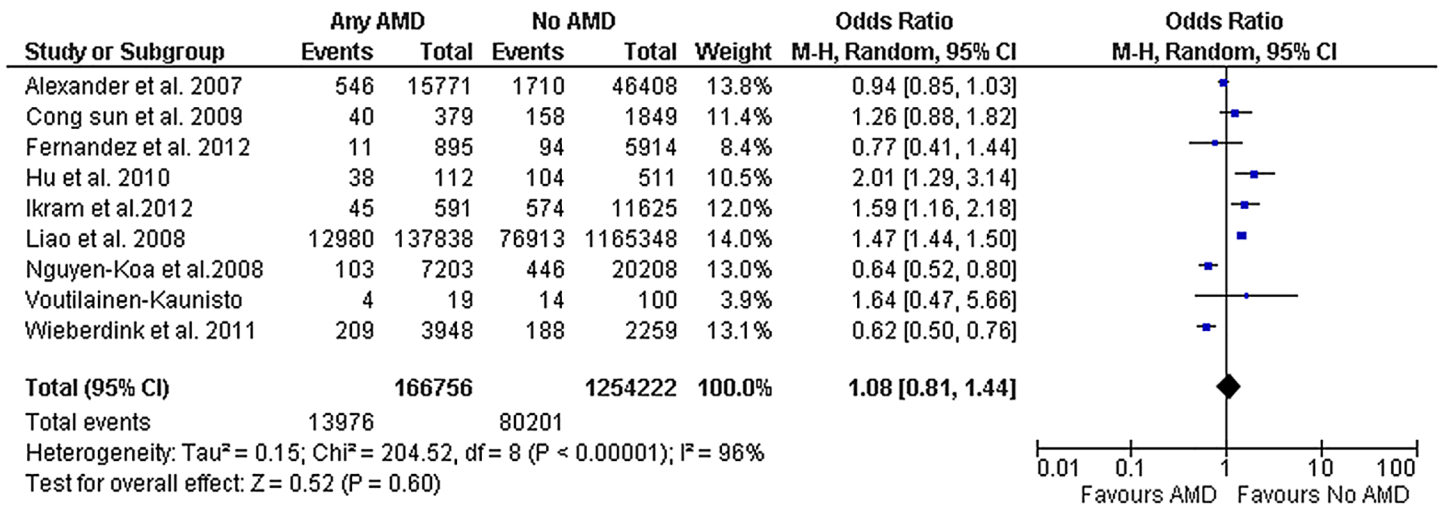 Any AMD No AMD Odds Ratio Odds Ratio
Study or Subgroup Events Total Events Total Weight M-H, Random, 95% CI M-H, Random, 95% CI
Alexander et al. 2007 546 15771 1710 46408 13.8% 0.94 [0.85, 1.03]
Cong sun et al. 2009 40 379 158 1849 11.4% 1.26 [0.88, 1.82]
Fernandez et al. 2012 11 895 94 5914 8.4% 0.77 [0.41, 1.44]
Hu et al. 2010 38 112 104 511 10.5% 2.01 [1.29, 3.14]
Ikram et al.2012 45 591 574 11625 12.0% 1.59 [1.16, 2.18]
Liao et al. 2008 12980 137838 76913 1165348 14.0% 1.47 [1.44, 1.50]
Nguyen-Koa et al.2008 103 7203 446 20208 13.0% 0.64 [0.52, 0.80]
Voutilainen-Kaunisto 4 19 14 100 3.9% 1.64 [0.47, 5.66]
Wieberdink et al. 2011 209 3948 188 2259 13.1% 0.62 [0.50, 0.76]
Total (95% CI) 166756 1254222 100.0% 1.08 [0.81, 1.44]
Total events 13976 80201
Heterogeneity: Tau² = 0.15; Chi² = 204.52, df = 8 (P < 0.00001); I² = 96%
Test for overall effect: Z = 0.52 (P = 0.60)
0.01 0.1 1 10 100
Favours AMD Favours No AMD